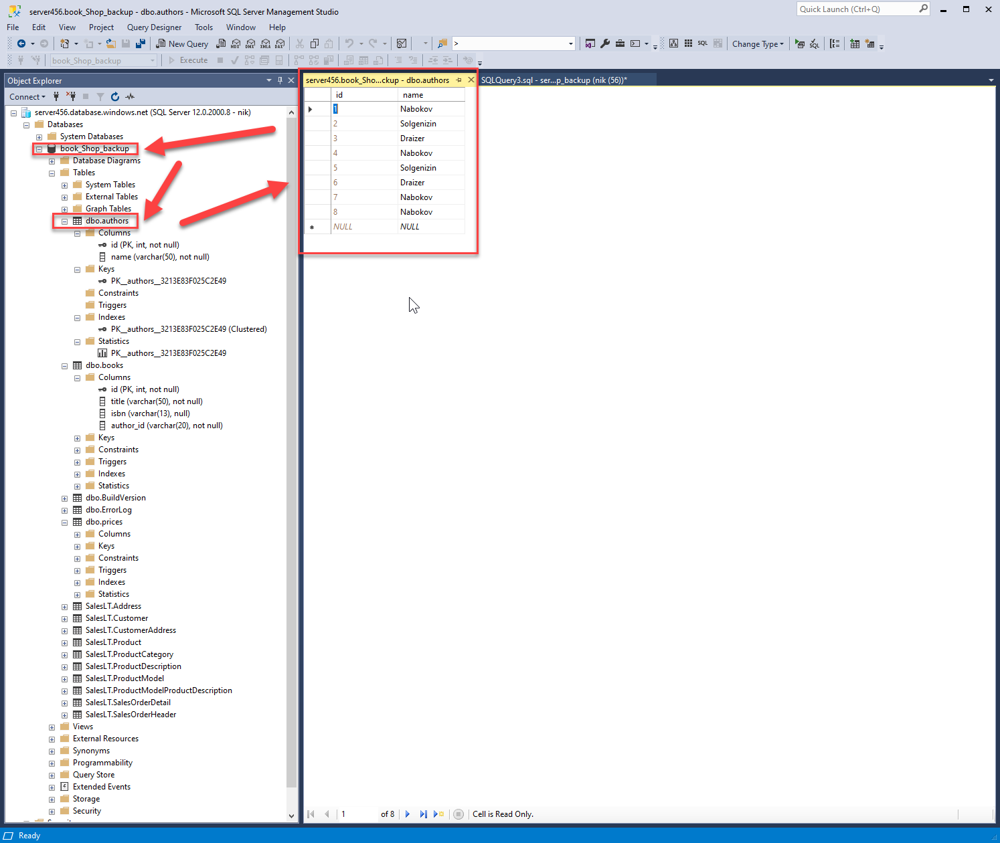 server456.book_Shop_backup - dbo.authors - Microsoft SQL Server Management Studio
Quick Launch (Ctrl+Q)
File Edit View Project Query Designer Tools Window Help
New Query MDX DMX XMLA DAX > SQL Change Type SQL
book_Shop_backup Execute
Object Explorer
server456.book_Sho...ckup - dbo.authors
SQLQuery3.sql - ser...p_backup (nik (56))*
Connect
server456.database.windows.net (SQL Server 12.0.2000.8 - nik)
Databases
System Databases
book_Shop_backup
Database Diagrams
Tables
System Tables
External Tables
Graph Tables
dbo.authors
Columns
id (PK, int, not null)
name (varchar(50), not null)
Keys
PK__authors__3213E83F025C2E49
Constraints
Triggers
Indexes
PK__authors__3213E83F025C2E49 (Clustered)
Statistics
PK__authors__3213E83F025C2E49
dbo.books
Columns
id (PK, int, not null)
title (varchar(50), not null)
isbn (varchar(13), null)
author_id (varchar(20), not null)
Keys
Constraints
Triggers
Indexes
Statistics
dbo.BuildVersion
dbo.ErrorLog
dbo.prices
Columns
Keys
Constraints
Triggers
Indexes
Statistics
SalesLT.Address
SalesLT.Customer
SalesLT.CustomerAddress
SalesLT.Product
SalesLT.ProductCategory
SalesLT.ProductDescription
SalesLT.ProductModel
SalesLT.ProductModelProductDescription
SalesLT.SalesOrderDetail
SalesLT.SalesOrderHeader
Views
External Resources
Synonyms
Programmability
Query Store
Extended Events
Storage
Security
id name
1 Nabokov
2 Solgenizin
3 Draizer
4 Nabokov
5 Solgenizin
6 Draizer
7 Nabokov
8 Nabokov
NULL NULL
1 of 8 Cell is Read Only.
Ready